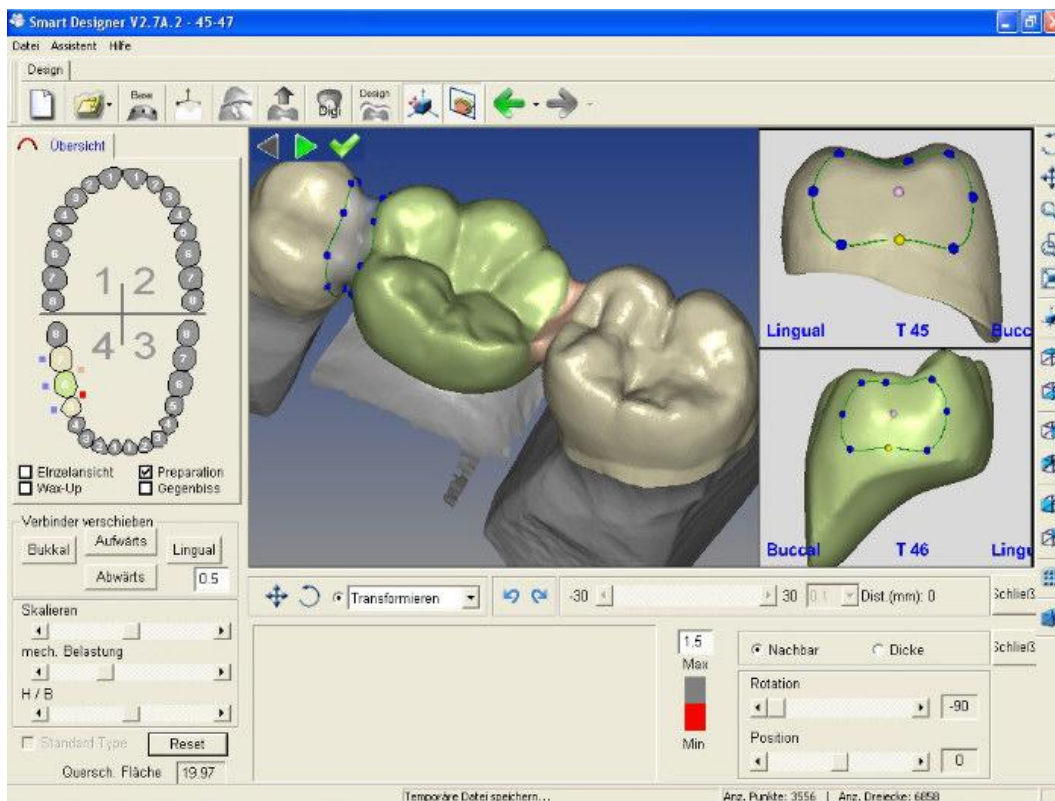 Smart Designer V2.7A.2 - 45-47
Datei Assistent Hilfe
Design
Base Digi Design
Übersicht
1 2
4 3
Einzelansicht Preparation
Wax-Up Gegenbiss
Lingual T 45 Bucc
Buccal T 46 Lingu
Verbinder verschieben
Bukkal Aufwärts Lingual
Abwärts 0.5
Transformieren -30 30 0.1 Dist.(mm): 0 Schließ
Skalieren
mech. Belastung
H / B
Standard Type Reset
Quersch. Fläche 19.97
1.5
Max
Min
Nachbar Dicke Schließ
Rotation
-90
Position
0
Temporäre Datei speichern... Anz. Punkte: 3556 | Anz. Dreiecke: 6858